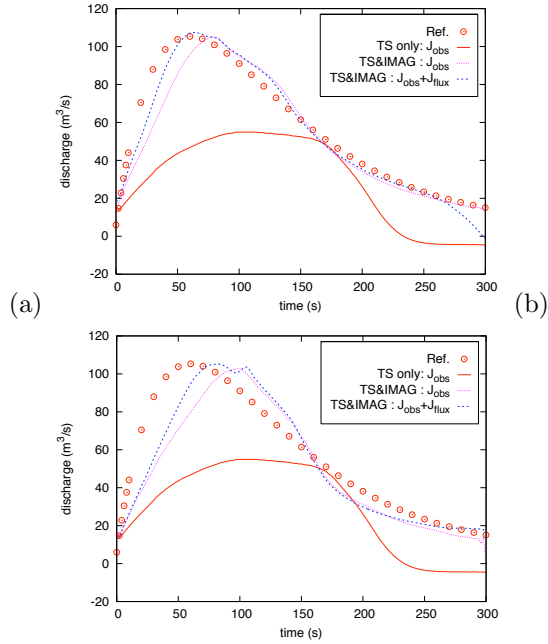 120
100
80
60
40
20
0
-20
discharge (m³/s)
0 50 100 150 200 250 300
time (s)
Ref.
TS only: J_obs
TS&IMAG : J_obs
TS&IMAG : J_obs+J_flux
(a)
(b)
120
100
80
60
40
20
0
-20
discharge (m³/s)
0 50 100 150 200 250 300
time (s)
Ref.
TS only: J_obs
TS&IMAG : J_obs
TS&IMAG : J_obs+J_flux